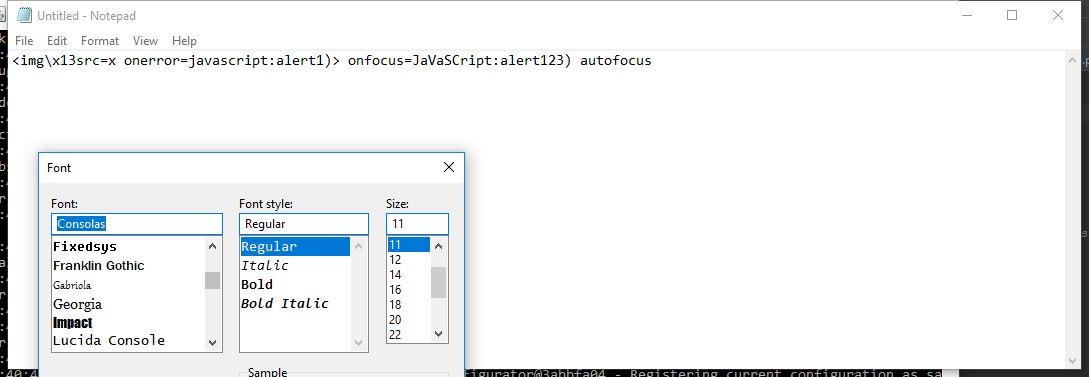 Untitled - Notepad
File Edit Format View Help
<img\x13src=x onerror=javascript:alert1)> onfocus=JaVaSCript:alert123) autofocus
Font
Font: Font style: Size:
Consolas Regular 11
Fixedsys Regular 11
Franklin Gothic Italic 12
Gabriola Bold 14
Georgia Bold Italic 16
Impact 18
Lucida Console 20
22
Sample
:40:4 figurator@3abbfa04 - Registering current configuration as sa